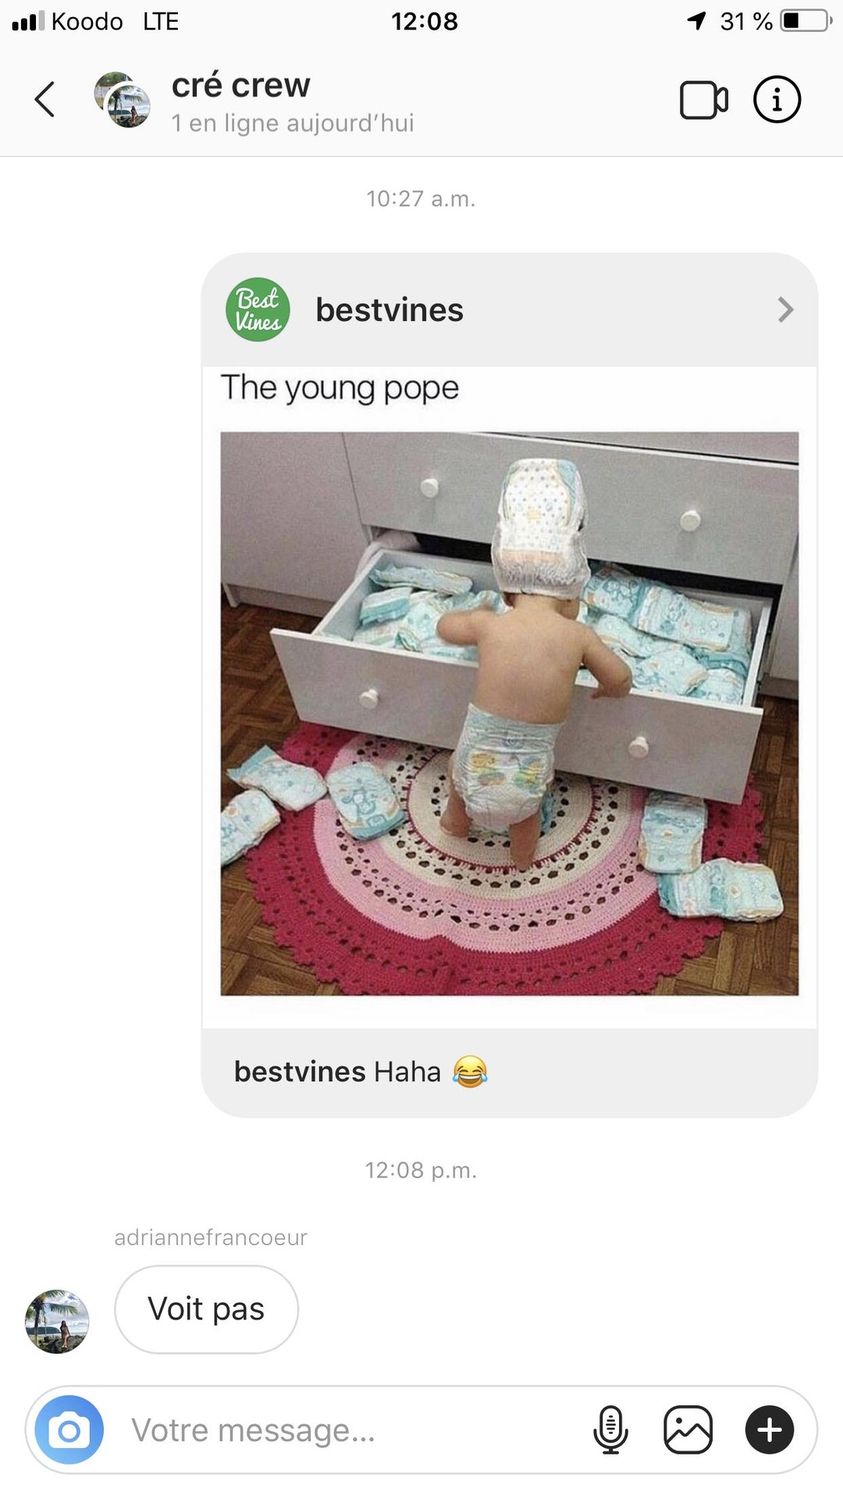 Koodo LTE 12:08 31 %
cré crew
1 en ligne aujourd'hui
10:27 a.m.
Best
Vines
bestvines
The young pope
bestvines Haha 😂
12:08 p.m.
adriannefrancoeur
Voit pas
Votre message...